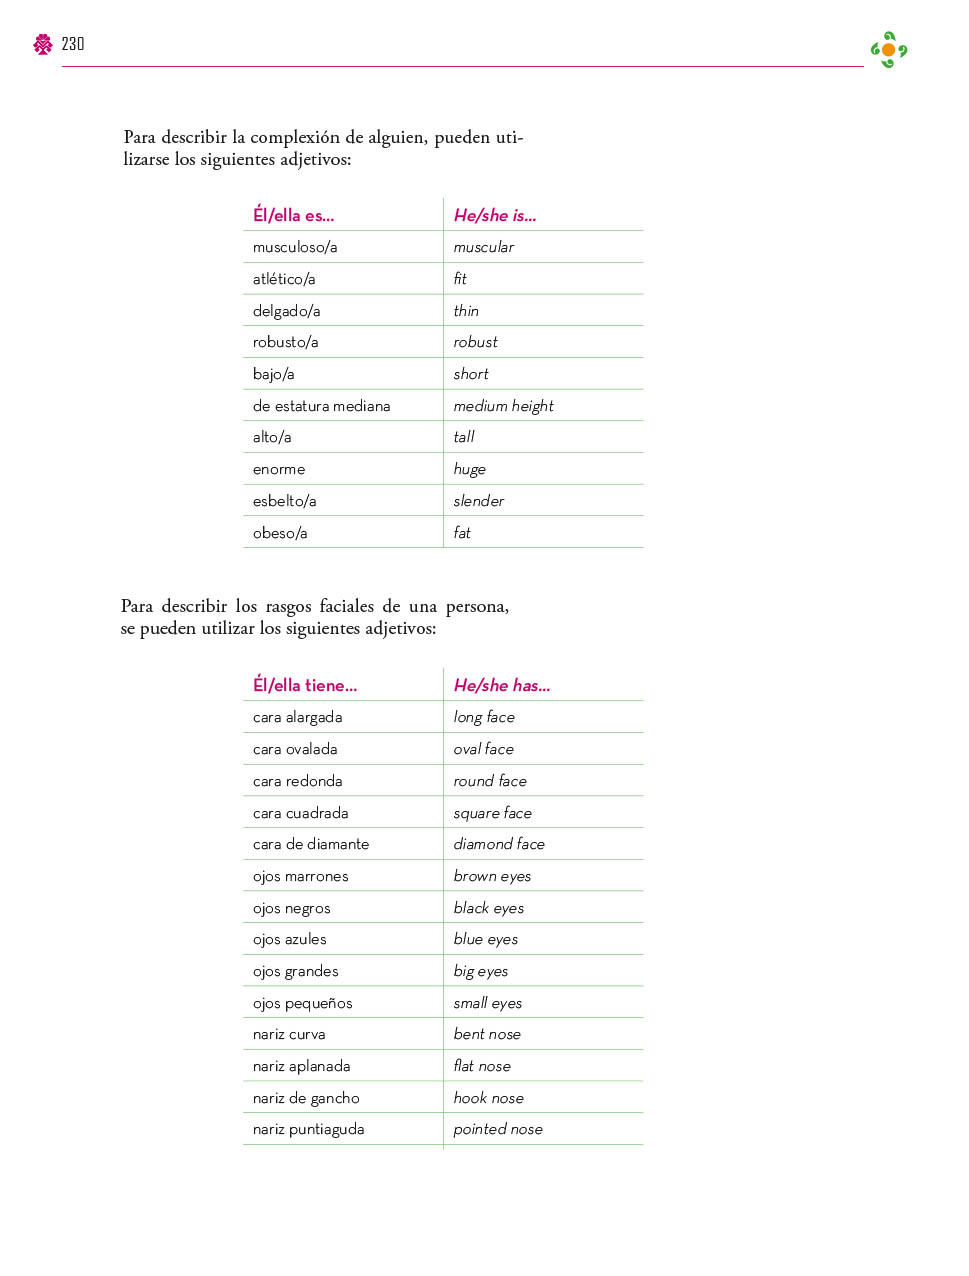 230
Para describir la complexión de alguien, pueden uti-
lizarse los siguientes adjetivos:
Él/ella es... He/she is...
musculoso/a muscular
atlético/a fit
delgado/a thin
robusto/a robust
bajo/a short
de estatura mediana medium height
alto/a tall
enorme huge
esbelto/a slender
obeso/a fat
Para describir los rasgos faciales de una persona,
se pueden utilizar los siguientes adjetivos:
Él/ella tiene... He/she has...
cara alargada long face
cara ovalada oval face
cara redonda round face
cara cuadrada square face
cara de diamante diamond face
ojos marrones brown eyes
ojos negros black eyes
ojos azules blue eyes
ojos grandes big eyes
ojos pequeños small eyes
nariz curva bent nose
nariz aplanada flat nose
nariz de gancho hook nose
nariz puntiaguda pointed nose